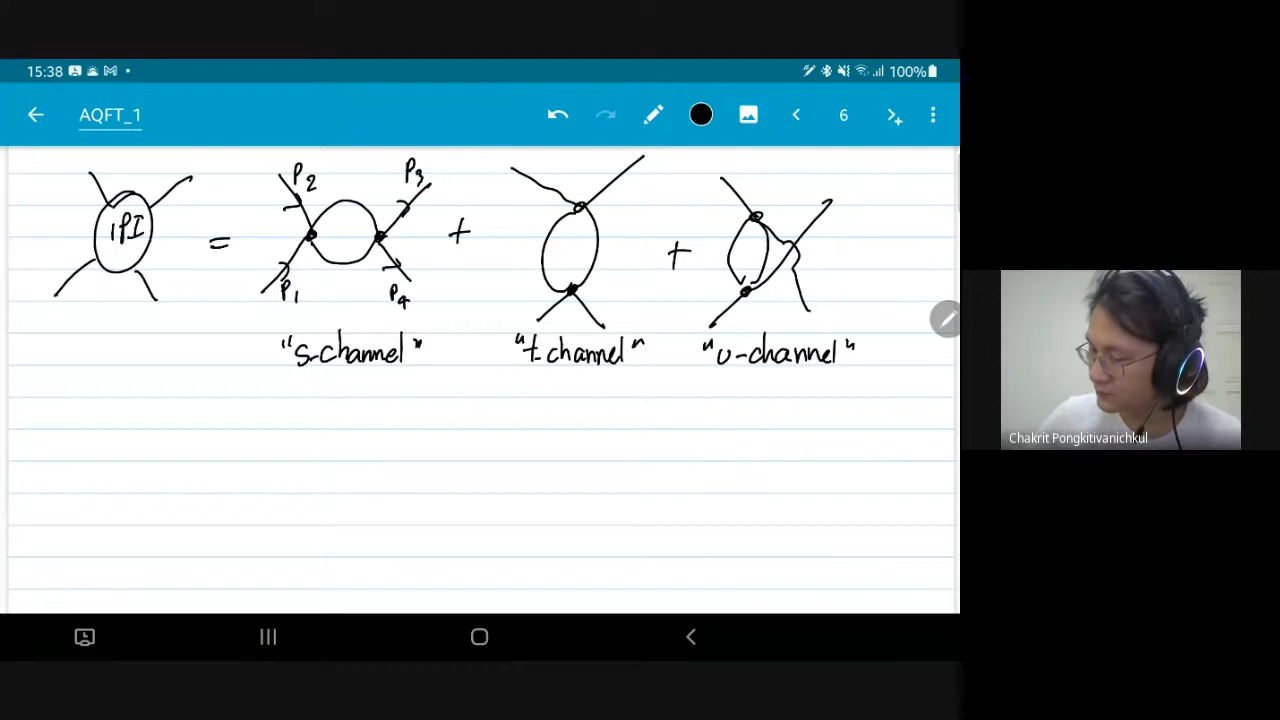 15:38 100%
AQFT_1 6
P2 P3
1PI = + +
P1 P4
"s-channel" "t-channel" "u-channel"
Chakrit Pongkitivanichkul